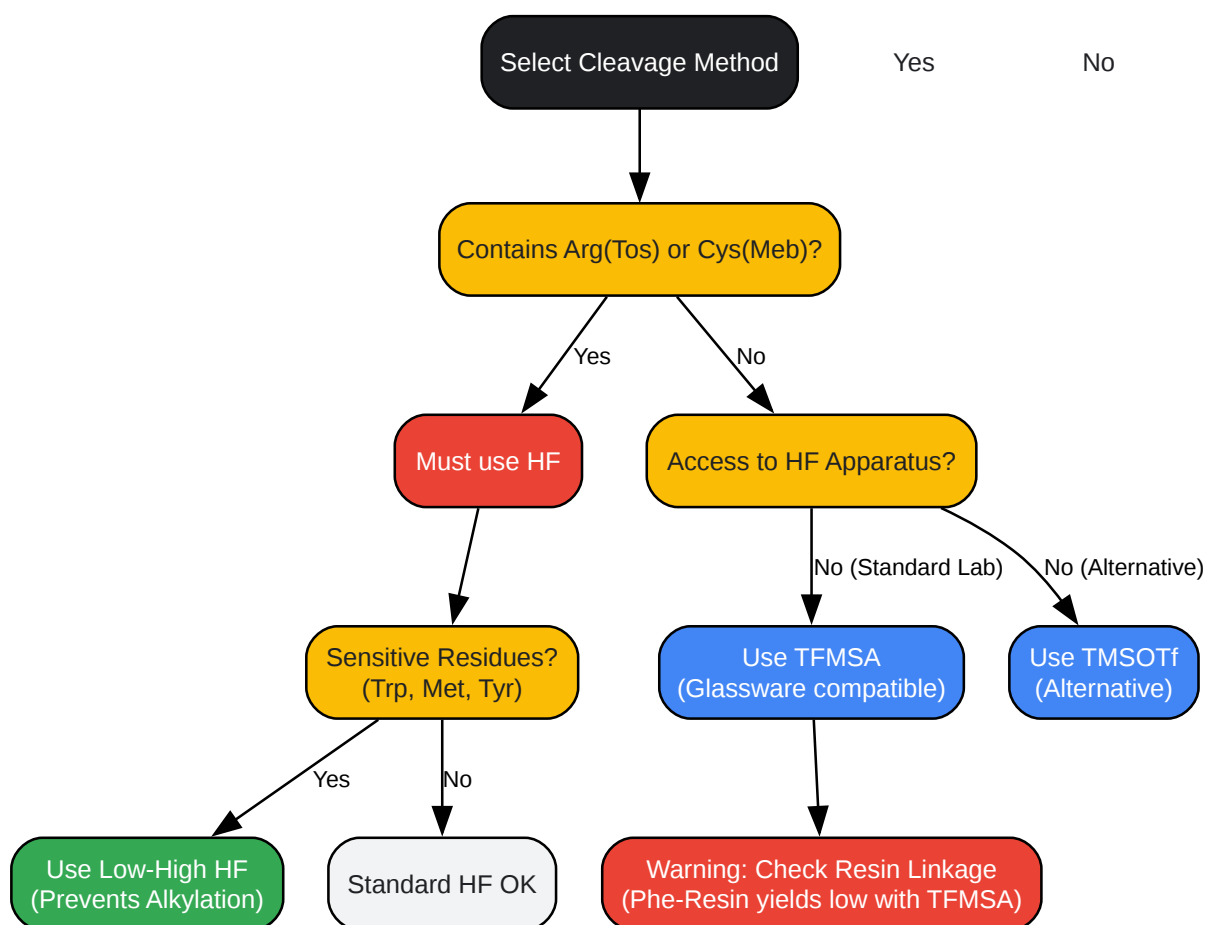 Select Cleavage Method
Yes
No
Contains Arg(Tos) or Cys(Meb)?
Yes
No
Must use HF
Access to HF Apparatus?
No (Standard Lab)
No (Alternative)
Sensitive Residues?
(Trp, Met, Tyr)
Use TFMSA
(Glassware compatible)
Use TMSOTf
(Alternative)
Yes
No
Use Low-High HF
(Prevents Alkylation)
Standard HF OK
Warning: Check Resin Linkage
(Phe-Resin yields low with TFMSA)